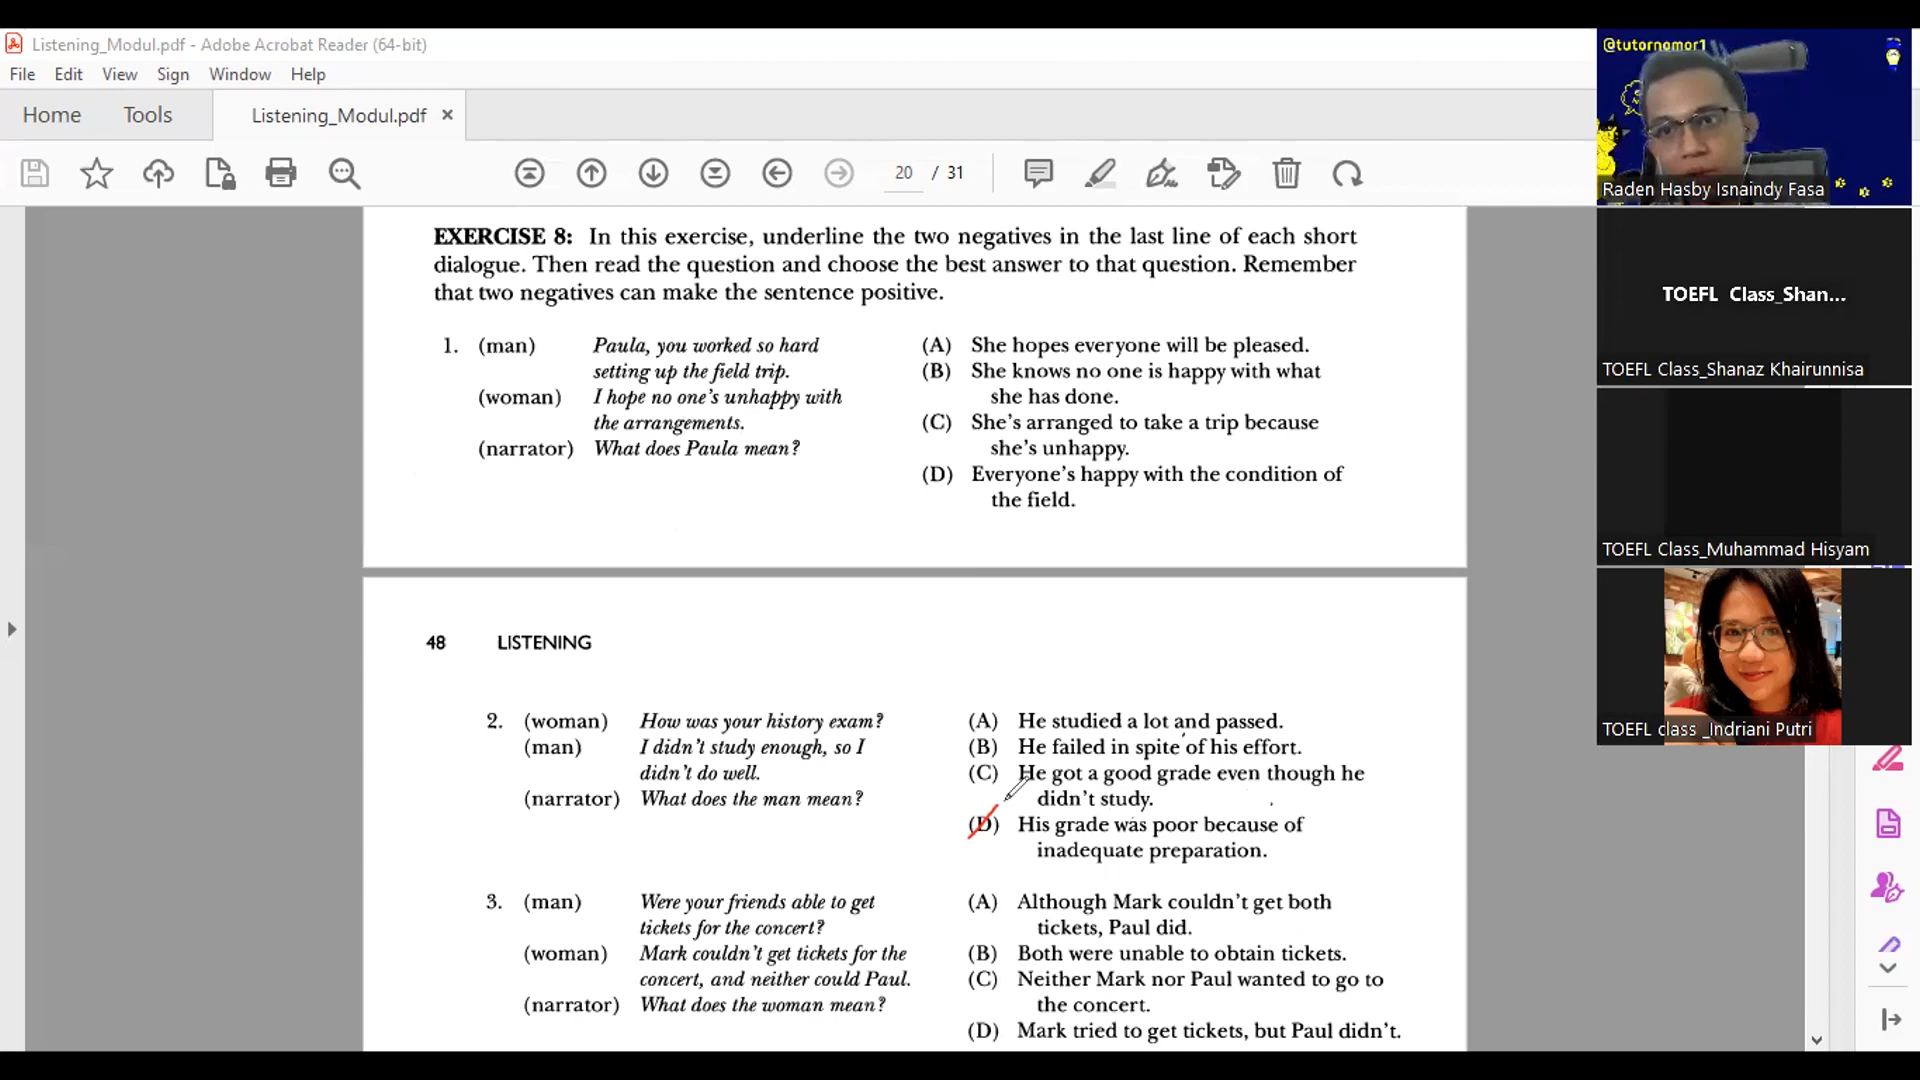 Listening_Modul.pdf - Adobe Acrobat Reader (64-bit)
File Edit View Sign Window Help
Home Tools Listening_Modul.pdf ×
20 / 31
EXERCISE 8: In this exercise, underline the two negatives in the last line of each short
dialogue. Then read the question and choose the best answer to that question. Remember
that two negatives can make the sentence positive.
1. (man) Paula, you worked so hard
setting up the field trip.
(woman) I hope no one's unhappy with
the arrangements.
(narrator) What does Paula mean?
(A) She hopes everyone will be pleased.
(B) She knows no one is happy with what
she has done.
(C) She's arranged to take a trip because
she's unhappy.
(D) Everyone's happy with the condition of
the field.
48 LISTENING
2. (woman) How was your history exam?
(man) I didn't study enough, so I
didn't do well.
(narrator) What does the man mean?
(A) He studied a lot and passed.
(B) He failed in spite of his effort.
(C) He got a good grade even though he
didn't study.
(D) His grade was poor because of
inadequate preparation.
3. (man) Were your friends able to get
tickets for the concert?
(woman) Mark couldn't get tickets for the
concert, and neither could Paul.
(narrator) What does the woman mean?
(A) Although Mark couldn't get both
tickets, Paul did.
(B) Both were unable to obtain tickets.
(C) Neither Mark nor Paul wanted to go to
the concert.
(D) Mark tried to get tickets, but Paul didn't.
@tutornomor1
Raden Hasby Isnaindy Fasa
TOEFL Class_Shan...
TOEFL Class_Shanaz Khairunnisa
TOEFL Class_Muhammad Hisyam
TOEFL class _Indriani Putri